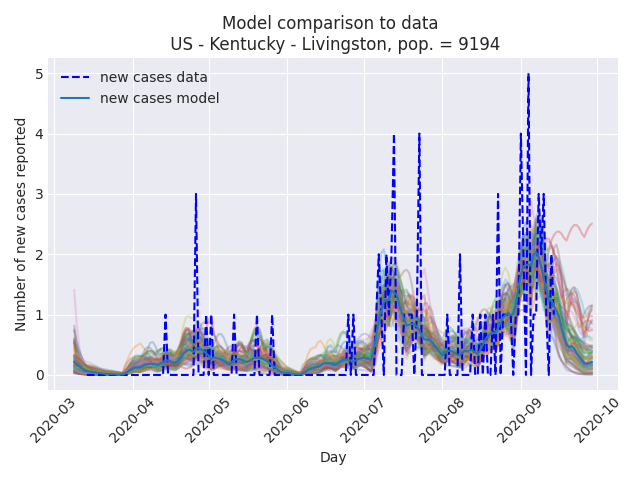 Model comparison to data
US - Kentucky - Livingston, pop. = 9194
new cases data
new cases model
Number of new cases reported
5
4
3
2
1
0
2020-03
2020-04
2020-05
2020-06
2020-07
2020-08
2020-09
2020-10
Day